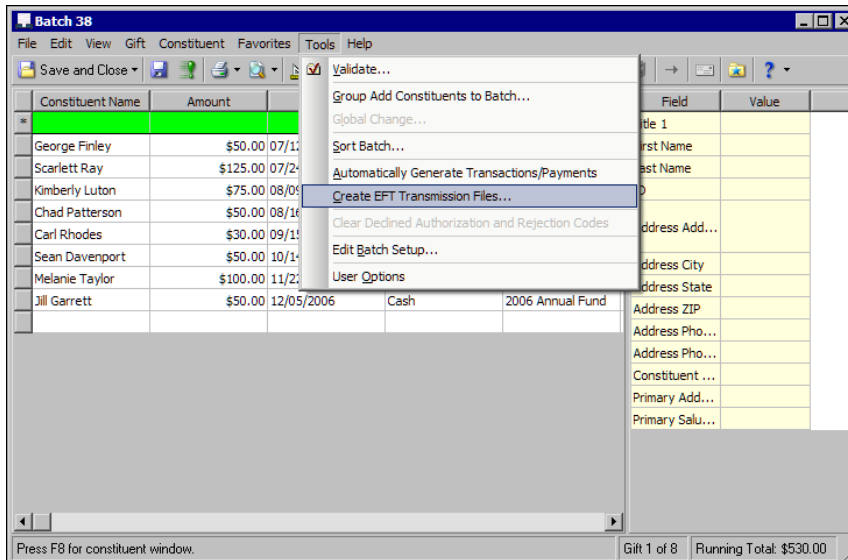 Batch 38
File Edit View Gift Constituent Favorites Tools Help
Save and Close
Validate...
Group Add Constituents to Batch...
Global Change...
Sort Batch...
Automatically Generate Transactions/Payments
Create EFT Transmission Files...
Clear Declined Authorization and Rejection Codes
Edit Batch Setup...
User Options
Constituent Name Amount
George Finley $50.00 07/12
Scarlett Ray $125.00 07/24
Kimberly Luton $75.00 08/09
Chad Patterson $50.00 08/16
Carl Rhodes $30.00 09/1
Sean Davenport $50.00 10/1
Melanie Taylor $100.00 11/2
Jill Garrett $50.00 12/05/2006 Cash 2006 Annual Fund
Field Value
itle 1
irst Name
ast Name
ddress Add...
ddress City
ddress State
Address ZIP
Address Pho...
Address Pho...
Constituent ...
Primary Add...
Primary Salu...
Press F8 for constituent window. Gift 1 of 8 Running Total: $530.00